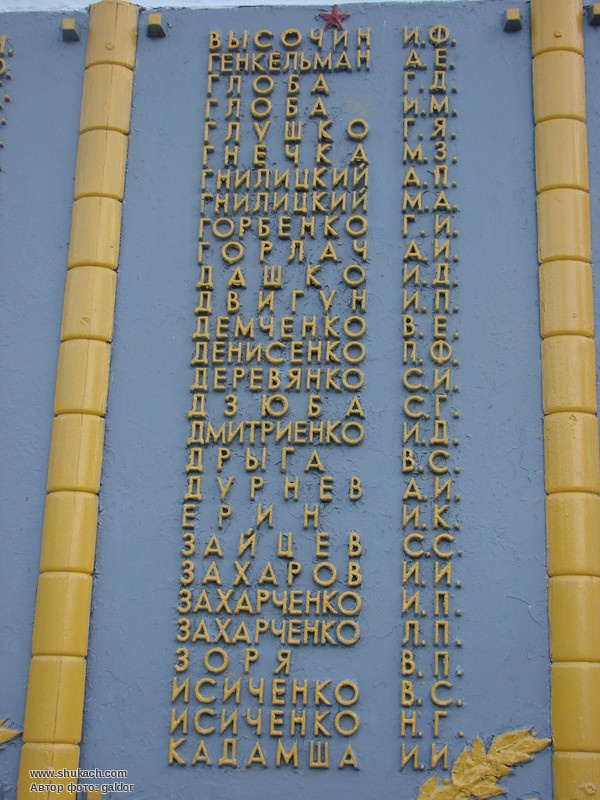 ВЫСОЧИН И.Ф.
ГЕНКЕЛЬМАН А.Е.
ГЛОБА Г.Д.
ГЛОБА И.М.
ГЛУШКО Г.Я.
ГНЕЧКА М.З.
ГНИЛИЦКИЙ А.П.
ГНИЛИЦКИЙ М.А.
ГОРБЕНКО Г.И.
ГОРЛАЧ А.И.
ДАШКО И.Д.
ДВИГУН И.П.
ДЕМЧЕНКО В.Е.
ДЕНИСЕНКО П.Ф.
ДЕРЕВЯНКО С.И.
ДЗЮБА С.Г.
ДМИТРИЕНКО И.Д.
ДРЫГА В.С.
ДУРНЕВ А.И.
ЕРИН И.К.
ЗАЙЦЕВ С.С.
ЗАХАРОВ И.И.
ЗАХАРЧЕНКО И.П.
ЗАХАРЧЕНКО Л.П.
ЗОРЯ В.П.
ИСИЧЕНКО В.С.
ИСИЧЕНКО Н.Г.
КАДАМША И.И
www.shukach.com
Автор фото: galdor